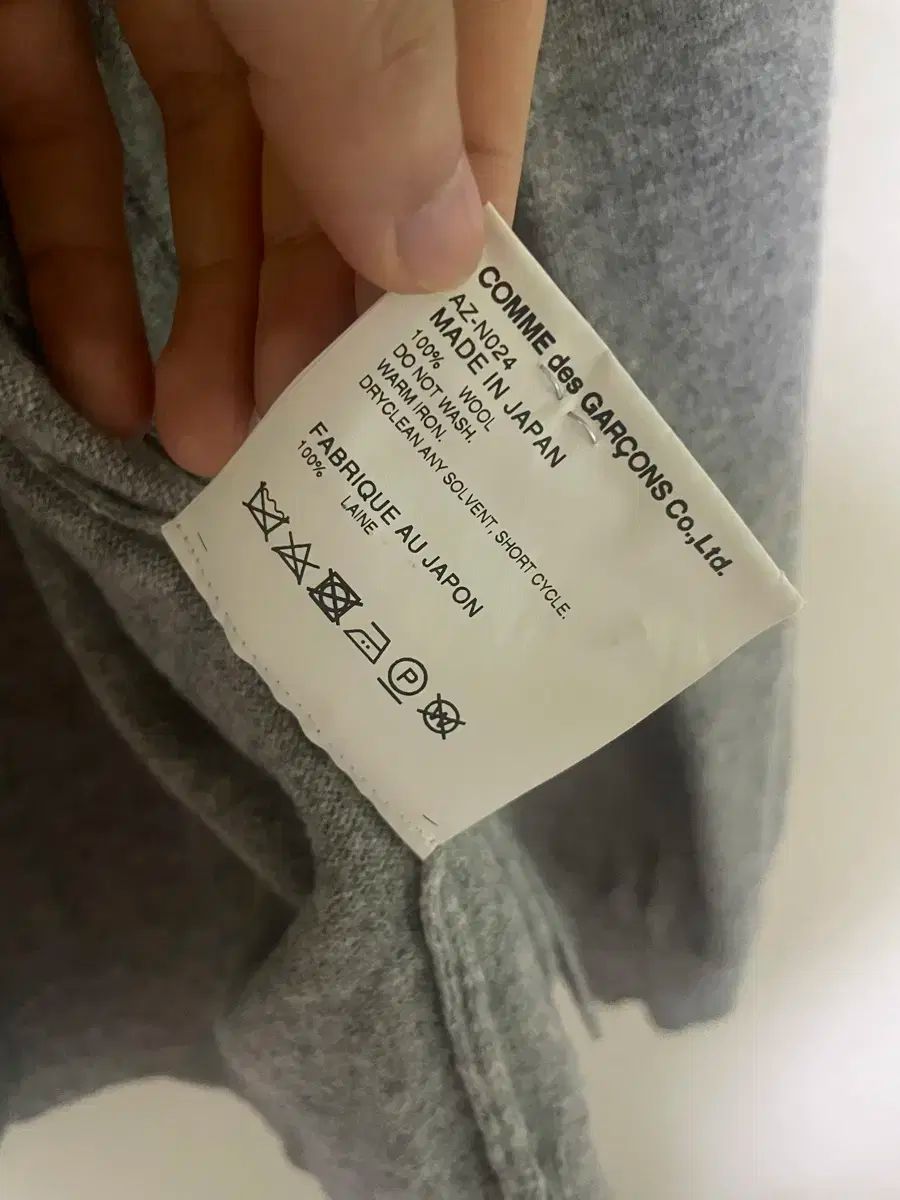 COMME des GARÇONS Co.,Ltd.
AZ-N024
MADE IN JAPAN
100% WOOL
DO NOT WASH.
WARM IRON.
DRYCLEAN ANY SOLVENT, SHORT CYCLE.
FABRIQUE AU JAPON
100% LAINE
P
W